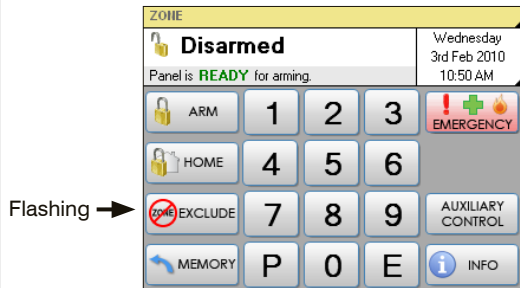 ZONE
Disarmed
Wednesday
3rd Feb 2010
10:50 AM
Panel is READY for arming.
ARM
1
2
3
EMERGENCY
HOME
4
5
6
Flashing
ZONE
EXCLUDE
7
8
9
AUXILIARY
CONTROL
MEMORY
P
0
E
i
INFO